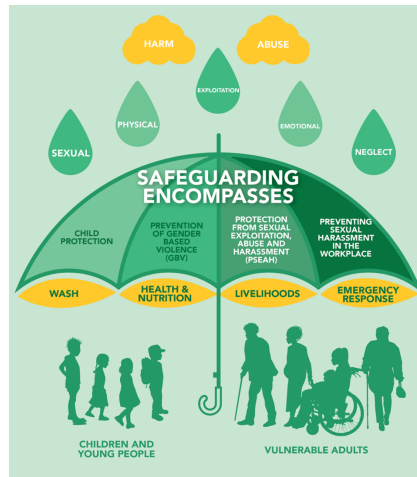 HARM
ABUSE
EXPLOITATION
PHYSICAL
EMOTIONAL
SEXUAL
NEGLECT
SAFEGUARDING
ENCOMPASSES
CHILD
PROTECTION
PREVENTION
OF GENDER
BASED
VIOLENCE
(GBV)
PROTECTION
FROM SEXUAL
EXPLOITATION,
ABUSE AND
HARASSMENT
(PSEAH)
PREVENTING
SEXUAL
HARASSMENT
IN THE
WORKPLACE
WASH
HEALTH &
NUTRITION
LIVELIHOODS
EMERGENCY
RESPONSE
CHILDREN AND
YOUNG PEOPLE
VULNERABLE ADULTS